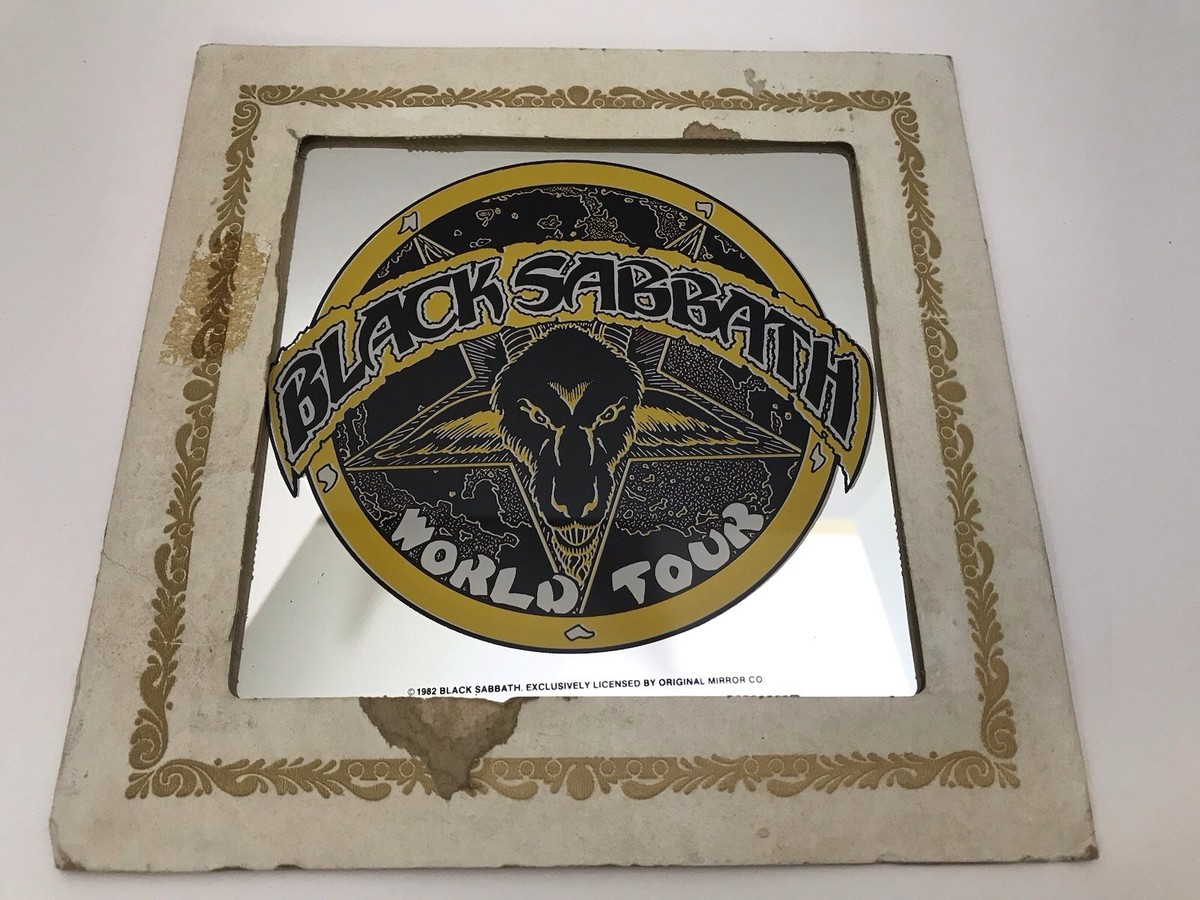 BLACK SABBATH
WORLD TOUR
©1982 BLACK SABBATH. EXCLUSIVELY LICENSED BY ORIGINAL MIRROR CO